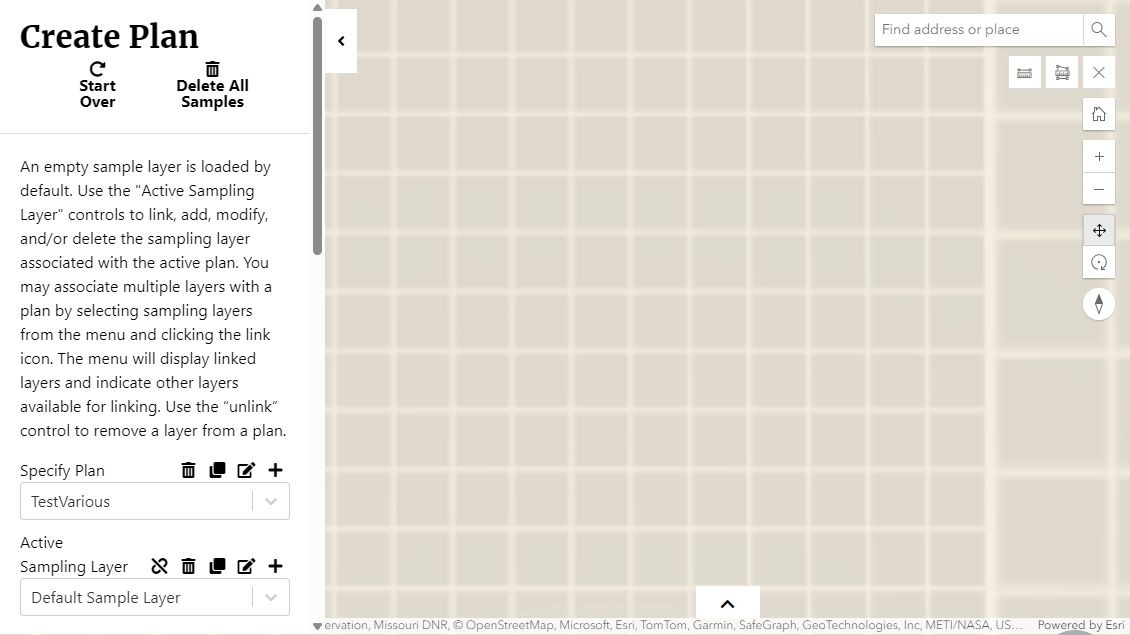 Create Plan
Start
Over
Delete All
Samples
An empty sample layer is loaded by
default. Use the "Active Sampling
Layer" controls to link, add, modify,
and/or delete the sampling layer
associated with the active plan. You
may associate multiple layers with a
plan by selecting sampling layers
from the menu and clicking the link
icon. The menu will display linked
layers and indicate other layers
available for linking. Use the “unlink”
control to remove a layer from a plan.
Specify Plan
TestVarious
Active
Sampling Layer
Default Sample Layer
Find address or place
ervation, Missouri DNR, © OpenStreetMap, Microsoft, Esri, TomTom, Garmin, SafeGraph, GeoTechnologies, Inc, METI/NASA, US… Powered by Esri